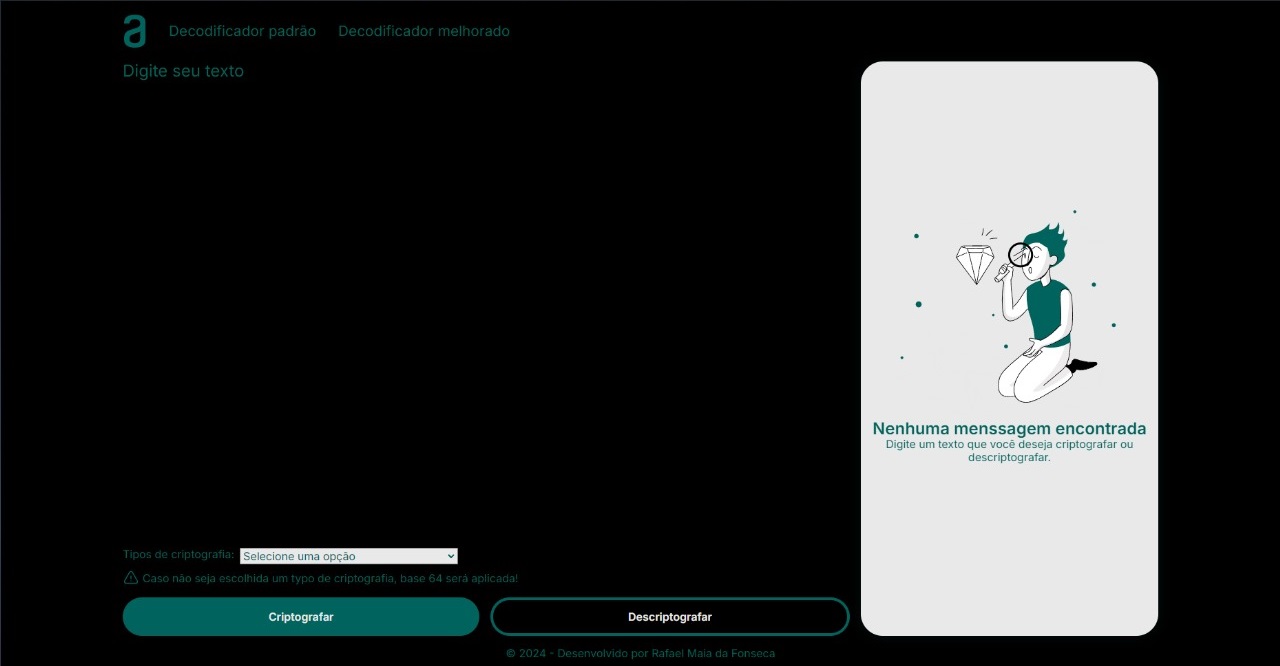 a
Decodificador padrão
Decodificador melhorado
Digite seu texto
Nenhuma menssagem encontrada
Digite um texto que você deseja criptografar ou
descriptografar.
Tipos de criptografia: Selecione uma opção
Caso não seja escolhida um typo de criptografia, base 64 será aplicada!
Criptografar
Descriptografar
© 2024 - Desenvolvido por Rafael Maia da Fonseca